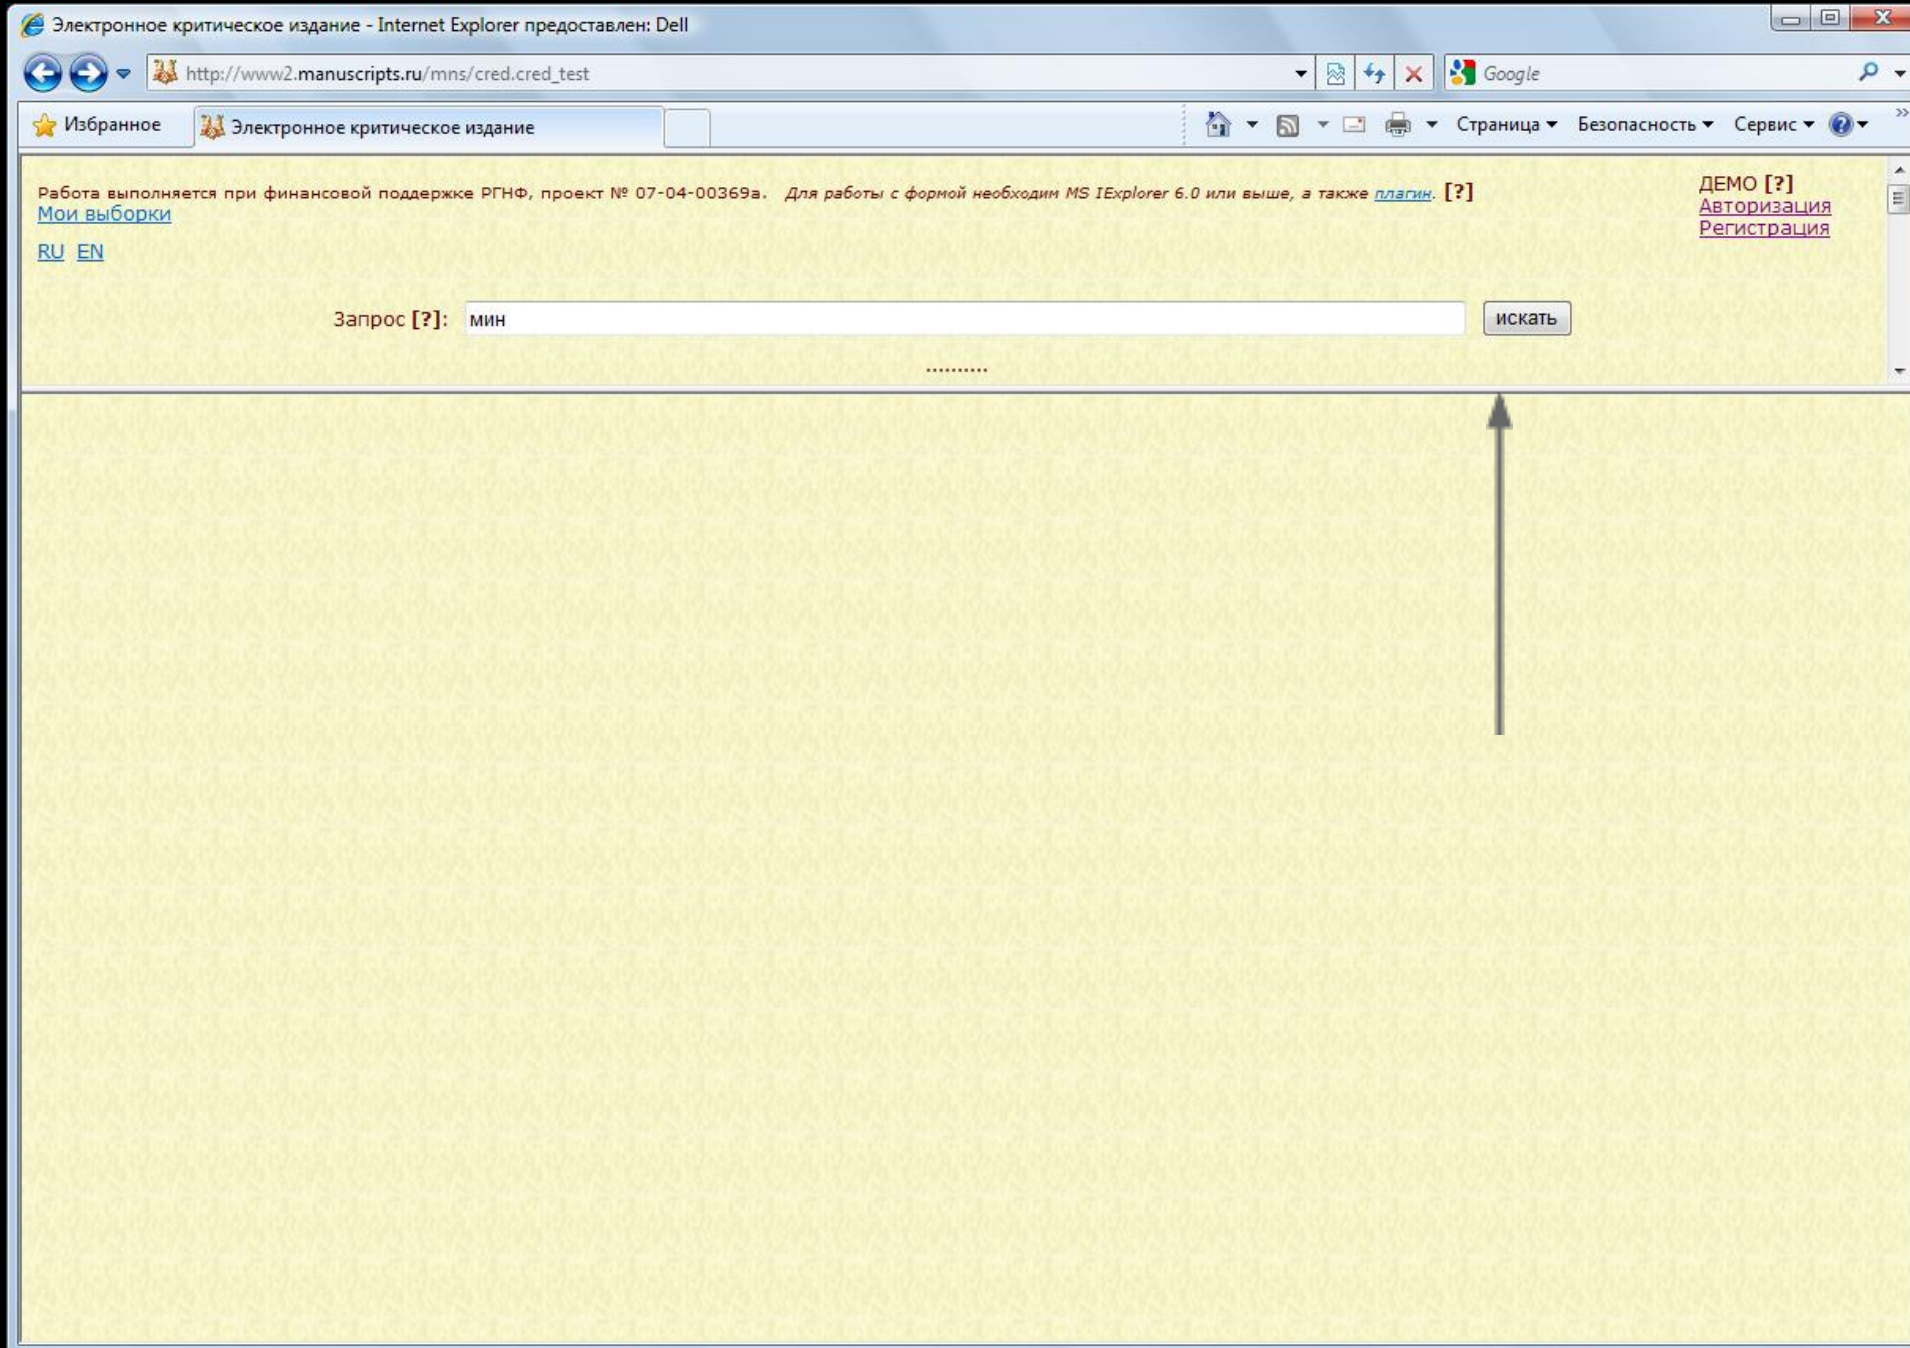 Электронное критическое издание - Internet Explorer предоставлен: Dell
http://www2.manuscripts.ru/mns/cred.cred_test
Google
Избранное
Электронное критическое издание
Страница
Безопасность
Сервис
Работа выполняется при финансовой поддержке РГНФ, проект № 07-04-00369a. Для работы с формой необходим MS IExplorer 6.0 или выше, а также плагин. [?]
ДЕМО [?]
Мои выборки
Авторизация
Регистрация
RU EN
Запрос [?]: мин
искать
..........